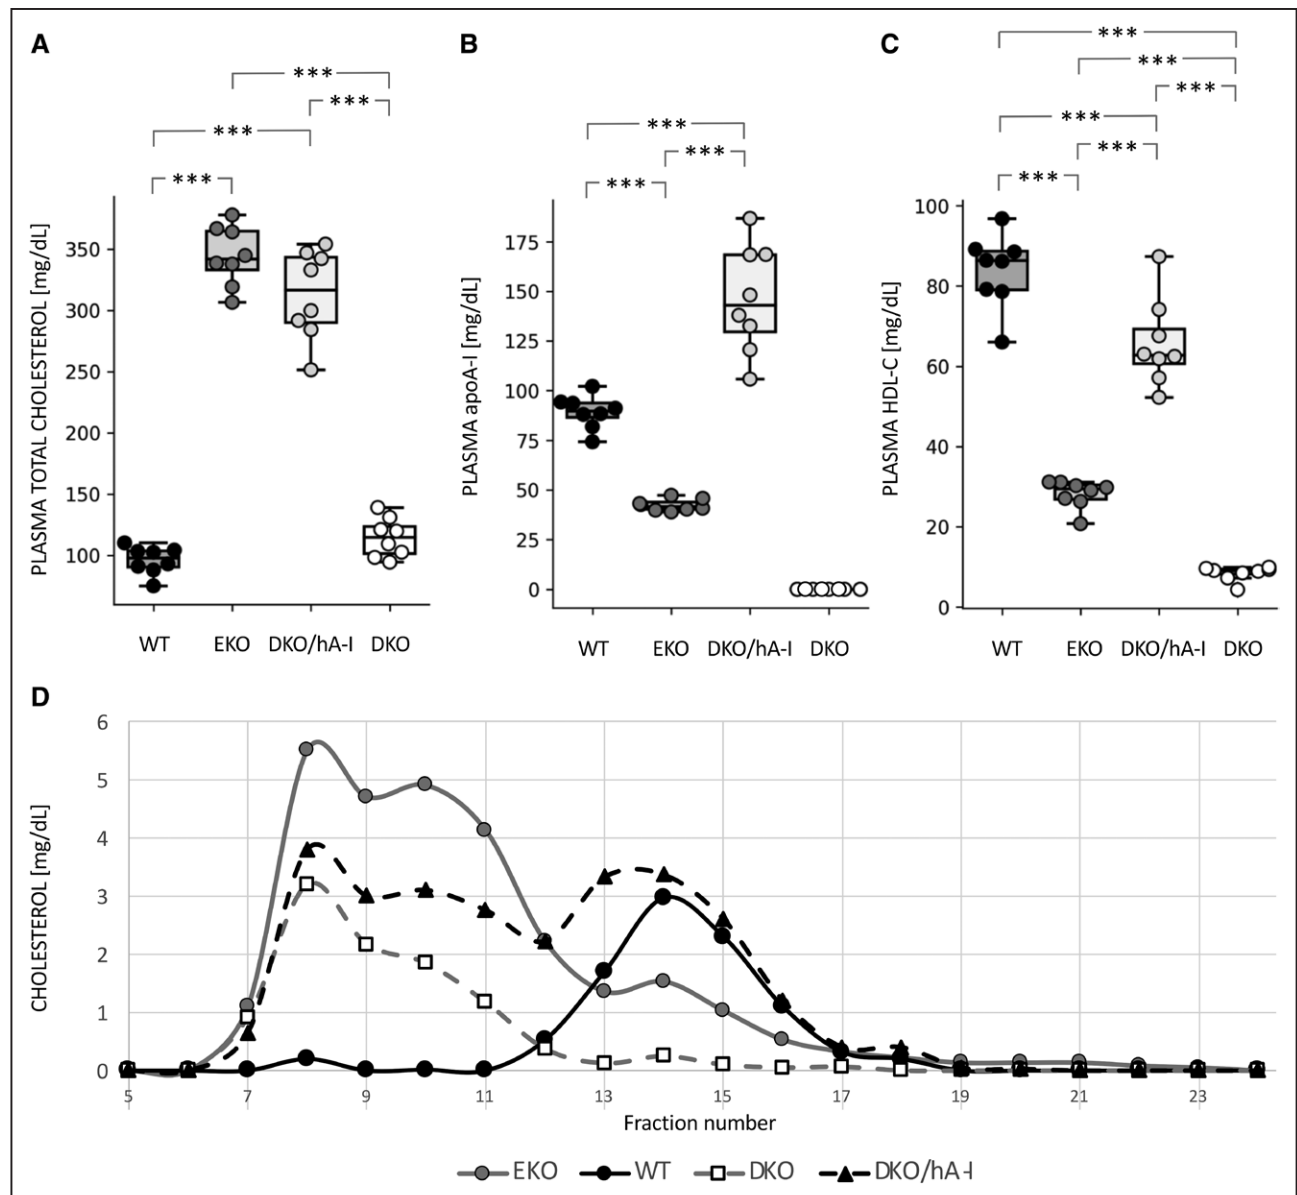 A
B
C
***
***
***
***
***
***
***
***
***
***
***
***
***
PLASMA TOTAL CHOLESTEROL [mg/dL]
350
300
250
200
150
100
WT EKO DKO/hA-I DKO
PLASMA apoA-I [mg/dL]
175
150
125
100
75
50
25
0
WT EKO DKO/hA-I DKO
PLASMA HDL-C [mg/dL]
100
80
60
40
20
0
WT EKO DKO/hA-I DKO
D
CHOLESTEROL [mg/dL]
6
5
4
3
2
1
0
5 7 9 11 13 15 17 19 21 23
Fraction number
EKO WT DKO DKO/hA-I